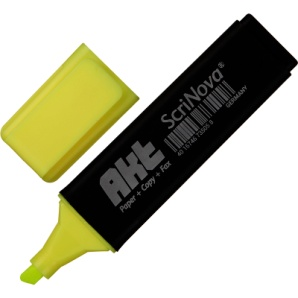 ScriNova®
GERMANY
Akt
Paper + Copy + Fax